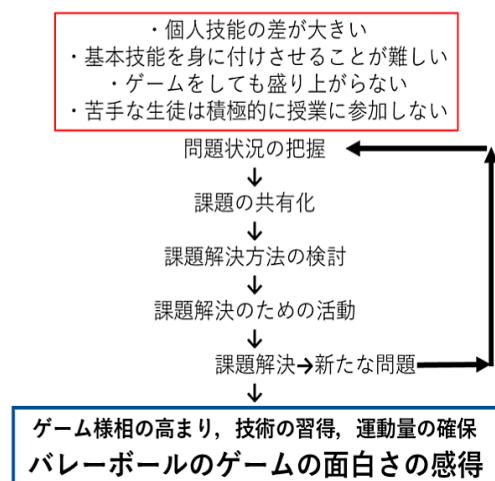 ・個人技能の差が大きい
・基本技能を身に付けさせることが難しい
・ゲームをしても盛り上がらない
・苦手な生徒は積極的に授業に参加しない
問題状況の把握
↓
課題の共有化
↓
課題解決方法の検討
↓
課題解決のための活動
↓
課題解決→新たな問題
↓
ゲーム様相の高まり，技術の習得，運動量の確保
バレーボールのゲームの面白さの感得